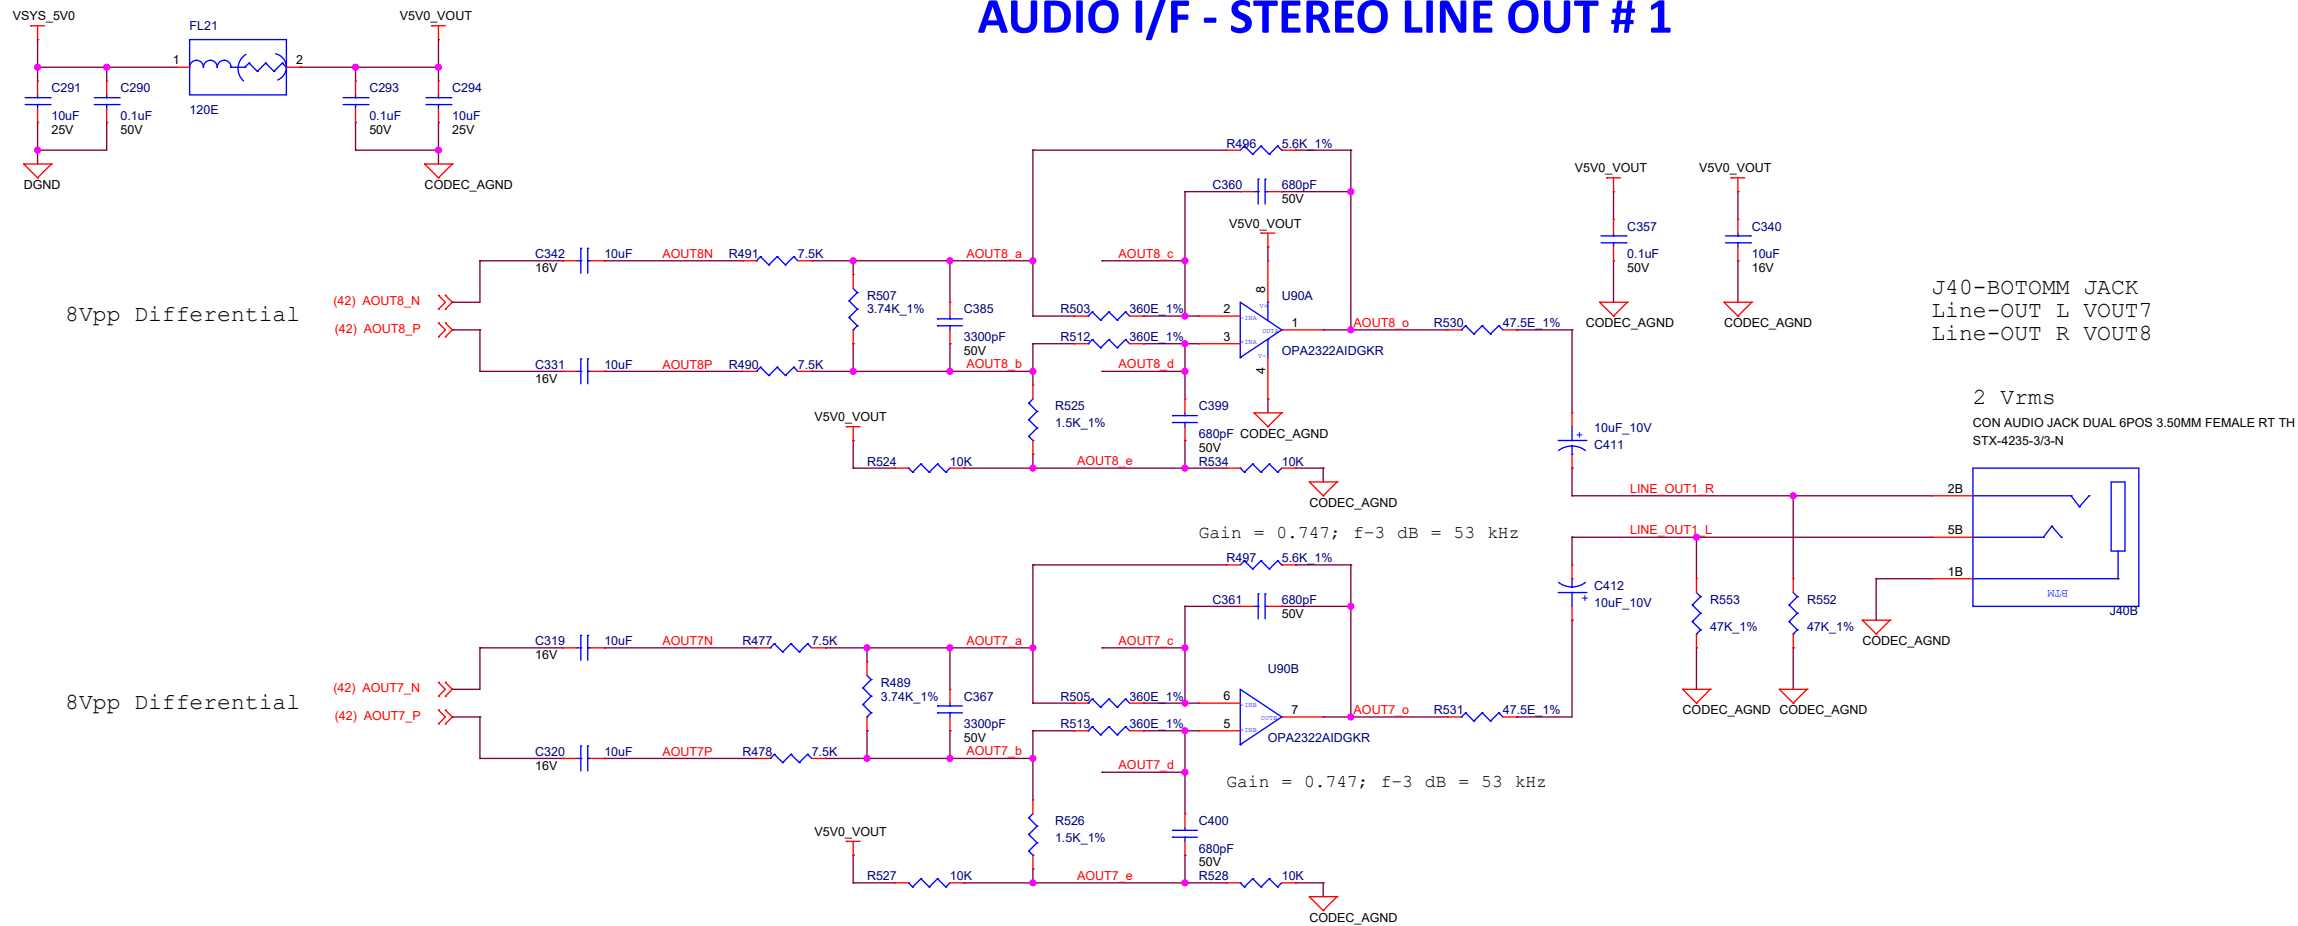 AUDIO I/F - STEREO LINE OUT # 1
VSYS_5V0
V5V0_VOUT
FL21
1
2
120E
C291
10uF
25V
C290
0.1uF
50V
C293
0.1uF
50V
C294
10uF
25V
DGND
CODEC_AGND
R496
5.6K_1%
C360
680pF
50V
V5V0_VOUT
V5V0_VOUT
C357
0.1uF
50V
CODEC_AGND
V5V0_VOUT
C340
10uF
16V
CODEC_AGND
8Vpp Differential
(42) AOUT8_N
(42) AOUT8_P
C342
16V
10uF
AOUT8N
R491
7.5K
AOUT8_a
AOUT8_c
R507
3.74K_1%
C385
3300pF
50V
R503
360E_1%
R512
360E_1%
2
3
8
4
1
U90A
-INA
+INA
OUTA
V+
V-
OPA2322AIDGKR
AOUT8_o
R530
47.5E_1%
C331
16V
10uF
AOUT8P
R490
7.5K
AOUT8_b
AOUT8_d
R525
1.5K_1%
C399
680pF
50V
CODEC_AGND
V5V0_VOUT
R524
10K
AOUT8_e
R534
10K
CODEC_AGND
Gain = 0.747; f-3 dB = 53 kHz
10uF_10V
C411
+
J40-BOTOMM JACK
Line-OUT L VOUT7
Line-OUT R VOUT8
2 Vrms
CON AUDIO JACK DUAL 6POS 3.50MM FEMALE RT TH
STX-4235-3/3-N
LINE_OUT1_R
2B
LINE_OUT1_L
5B
1B
BTM
J40B
CODEC_AGND
C412
10uF_10V
+
R553
47K_1%
CODEC_AGND
R552
47K_1%
CODEC_AGND
R497
5.6K_1%
C361
680pF
50V
8Vpp Differential
(42) AOUT7_N
(42) AOUT7_P
C319
16V
10uF
AOUT7N
R477
7.5K
AOUT7_a
AOUT7_c
R489
3.74K_1%
C367
3300pF
50V
R505
360E_1%
R513
360E_1%
6
5
7
U90B
-INB
+INB
OUTB
OPA2322AIDGKR
AOUT7_o
R531
47.5E_1%
C320
16V
10uF
AOUT7P
R478
7.5K
AOUT7_b
AOUT7_d
Gain = 0.747; f-3 dB = 53 kHz
R526
1.5K_1%
C400
680pF
50V
V5V0_VOUT
R527
10K
AOUT7_e
R528
10K
CODEC_AGND